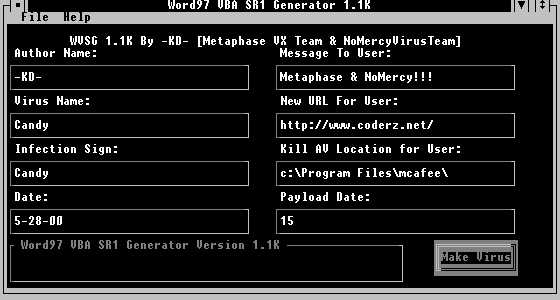 Word97 VBA SR1 Generator 1.1K
File Help
WVSG 1.1K By -KD- [Metaphase VX Team & NoMercyVirusTeam]
Author Name:
Message To User:
-KD-
Metaphase & NoMercy!!!
Virus Name:
New URL For User:
Candy
http://www.coderz.net/
Infection Sign:
Kill AV Location for User:
Candy
c:\Program Files\mcafee\
Date:
Payload Date:
5-28-00
15
Word97 VBA SR1 Generator Version 1.1K
Make Virus